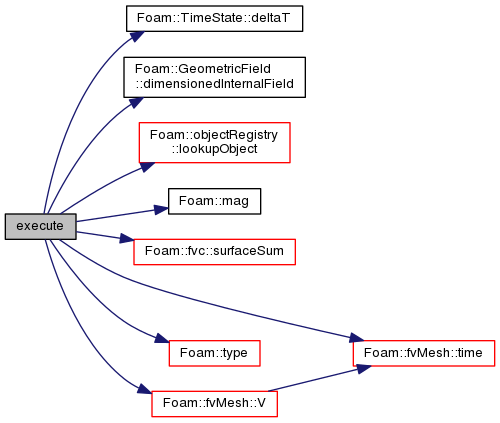 Foam::TimeState::deltaT
Foam::GeometricField
::dimensionedInternalField
Foam::objectRegistry
::lookupObject
Foam::mag
execute
Foam::fvc::surfaceSum
Foam::type
Foam::fvMesh::time
Foam::fvMesh::V